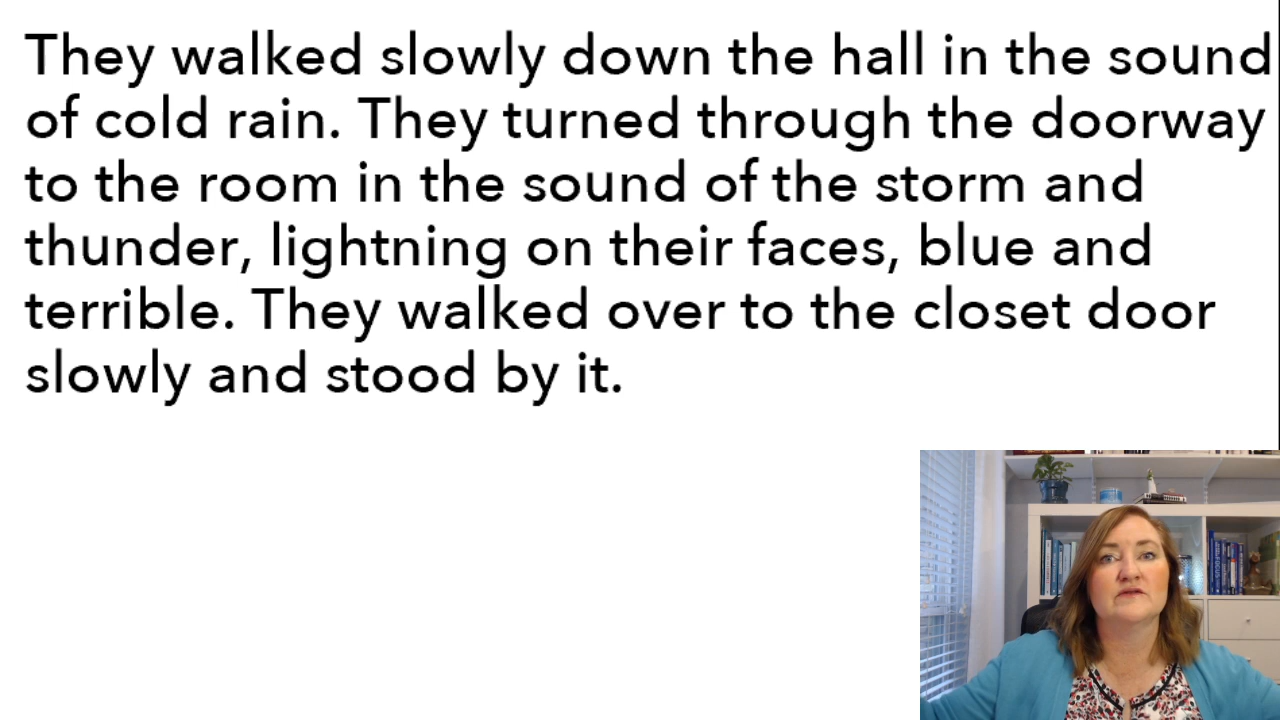 They walked slowly down the hall in the sound
of cold rain. They turned through the doorway
to the room in the sound of the storm and
thunder, lightning on their faces, blue and
terrible. They walked over to the closet door
slowly and stood by it.